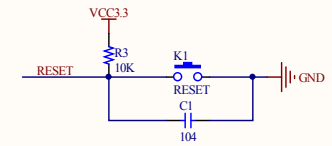 VCC3.3
R3
10K
K1
RESET
RESET
GND
C1
104